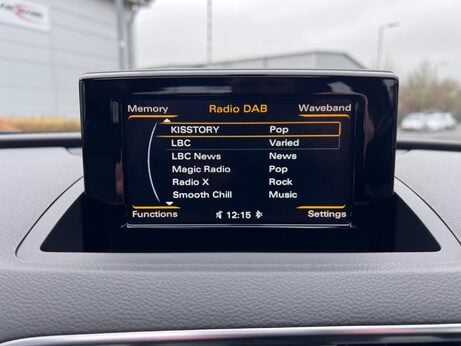 Memory Radio DAB Waveband
KISSTORY Pop
LBC Varied
LBC News News
Magic Radio Pop
Radio X Rock
Smooth Chill Music
Functions 12:15 Settings